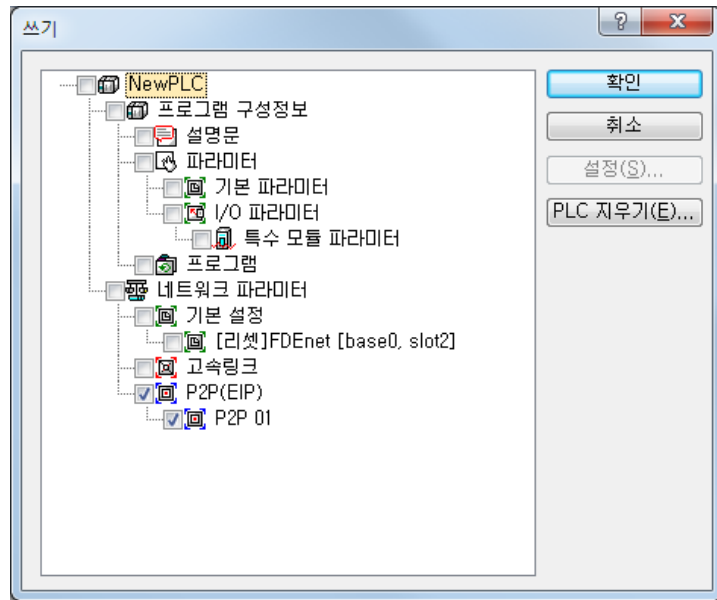 쓰기
NewPLC
프로그램 구성정보
설명문
파라미터
기본 파라미터
I/O 파라미터
특수 모듈 파라미터
프로그램
네트워크 파라미터
기본 설정
[리셋]FDEnet [base0, slot2]
고속링크
P2P(EIP)
P2P 01
확인
취소
설정(S)...
PLC 지우기(E)...